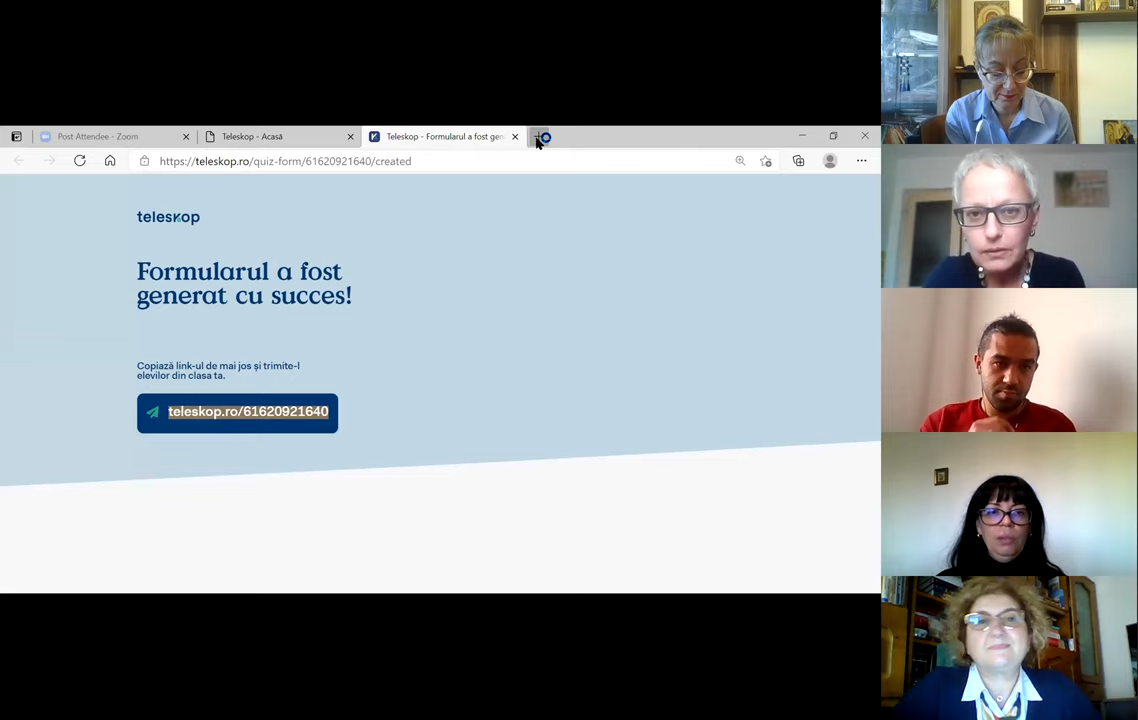 Post Attendee - Zoom
Teleskop - Acasă
Teleskop - Formularul a fost gen
https://teleskop.ro/quiz-form/61620921640/created
teleskop
Formularul a fost
generat cu succes!
Copiază link-ul de mai jos și trimite-l
elevilor din clasa ta.
teleskop.ro/61620921640